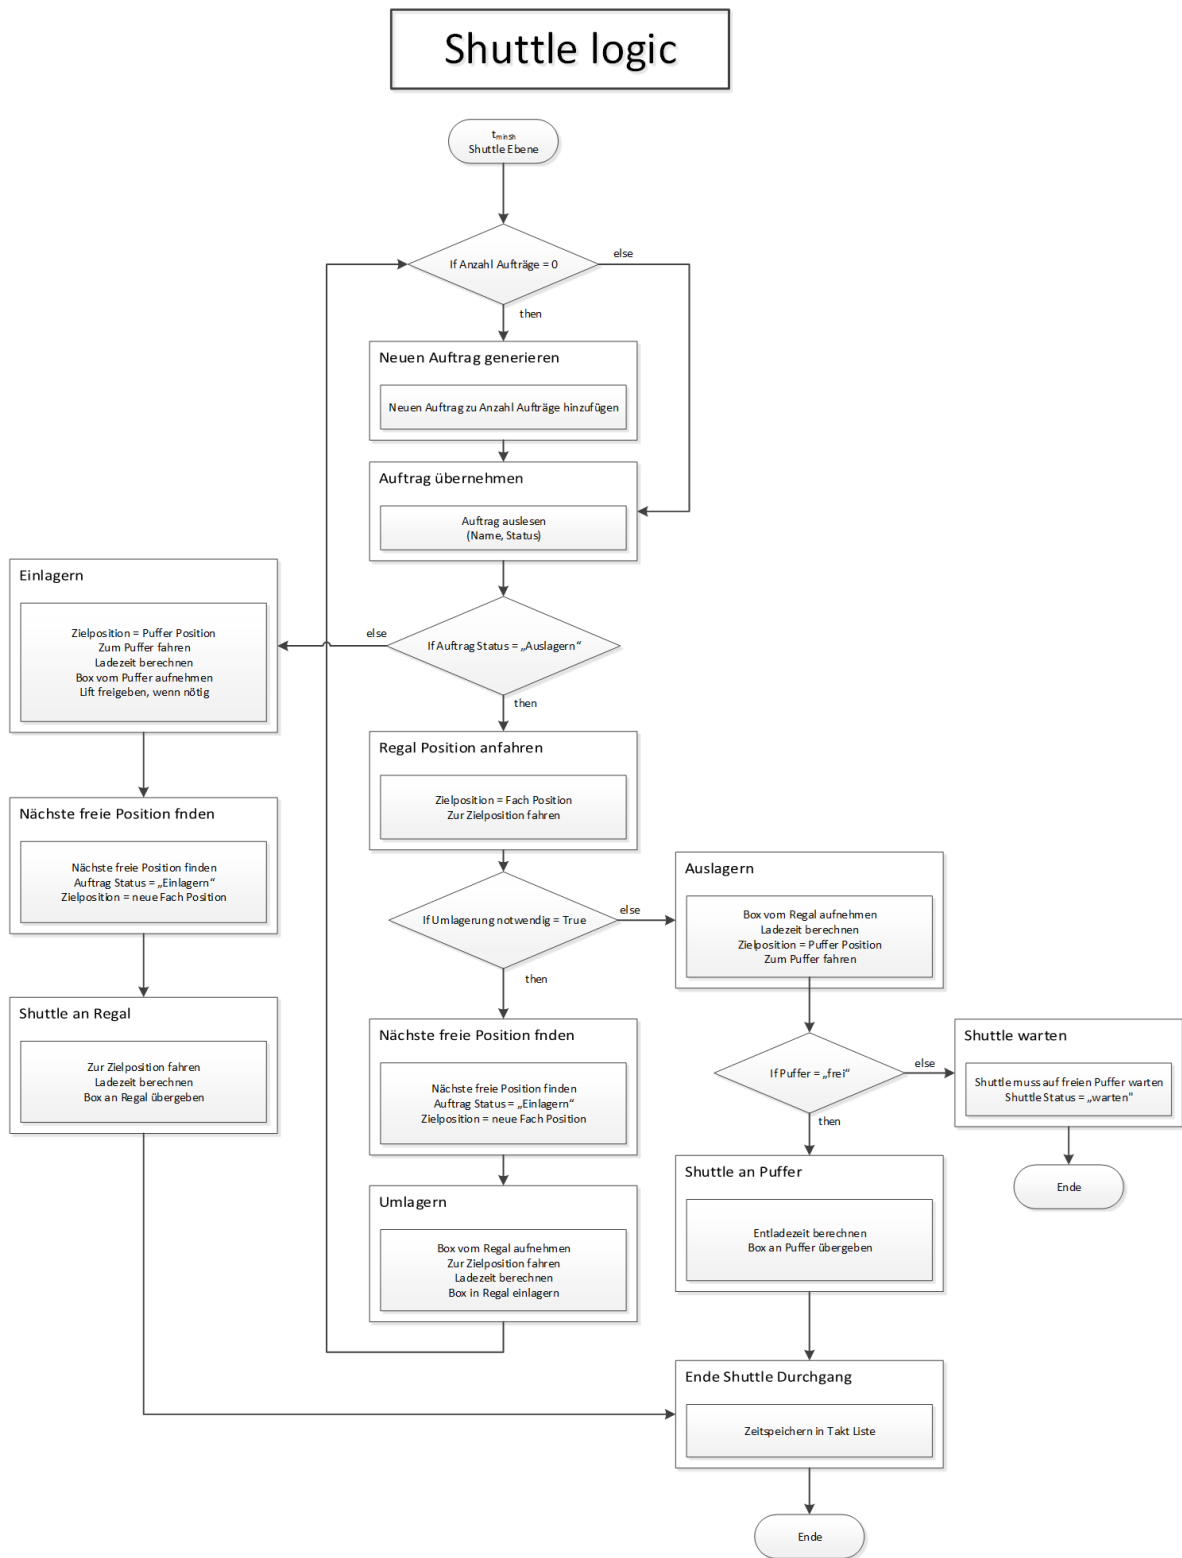 Shuttle logic
tminsh
Shuttle Ebene
If Anzahl Aufträge = 0
else
then
Neuen Auftrag generieren
Neuen Auftrag zu Anzahl Aufträge hinzufügen
Auftrag übernehmen
Auftrag auslesen
(Name, Status)
If Auftrag Status = „Auslagern“
else
then
Einlagern
Zielposition = Puffer Position
Zum Puffer fahren
Ladezeit berechnen
Box vom Puffer aufnehmen
Lift freigeben, wenn nötig
Nächste freie Position fnden
Nächste freie Position finden
Auftrag Status = „Einlagern“
Zielposition = neue Fach Position
Shuttle an Regal
Zur Zielposition fahren
Ladezeit berechnen
Box an Regal übergeben
Regal Position anfahren
Zielposition = Fach Position
Zur Zielposition fahren
If Umlagerung notwendig = True
else
then
Nächste freie Position fnden
Nächste freie Position finden
Auftrag Status = „Einlagern“
Zielposition = neue Fach Position
Umlagern
Box vom Regal aufnehmen
Zur Zielposition fahren
Ladezeit berechnen
Box in Regal einlagern
Auslagern
Box vom Regal aufnehmen
Ladezeit berechnen
Zielposition = Puffer Position
Zum Puffer fahren
If Puffer = „frei“
else
then
Shuttle warten
Shuttle muss auf freien Puffer warten
Shuttle Status = „warten"
Ende
Shuttle an Puffer
Entladezeit berechnen
Box an Puffer übergeben
Ende Shuttle Durchgang
Zeitspeichern in Takt Liste
Ende